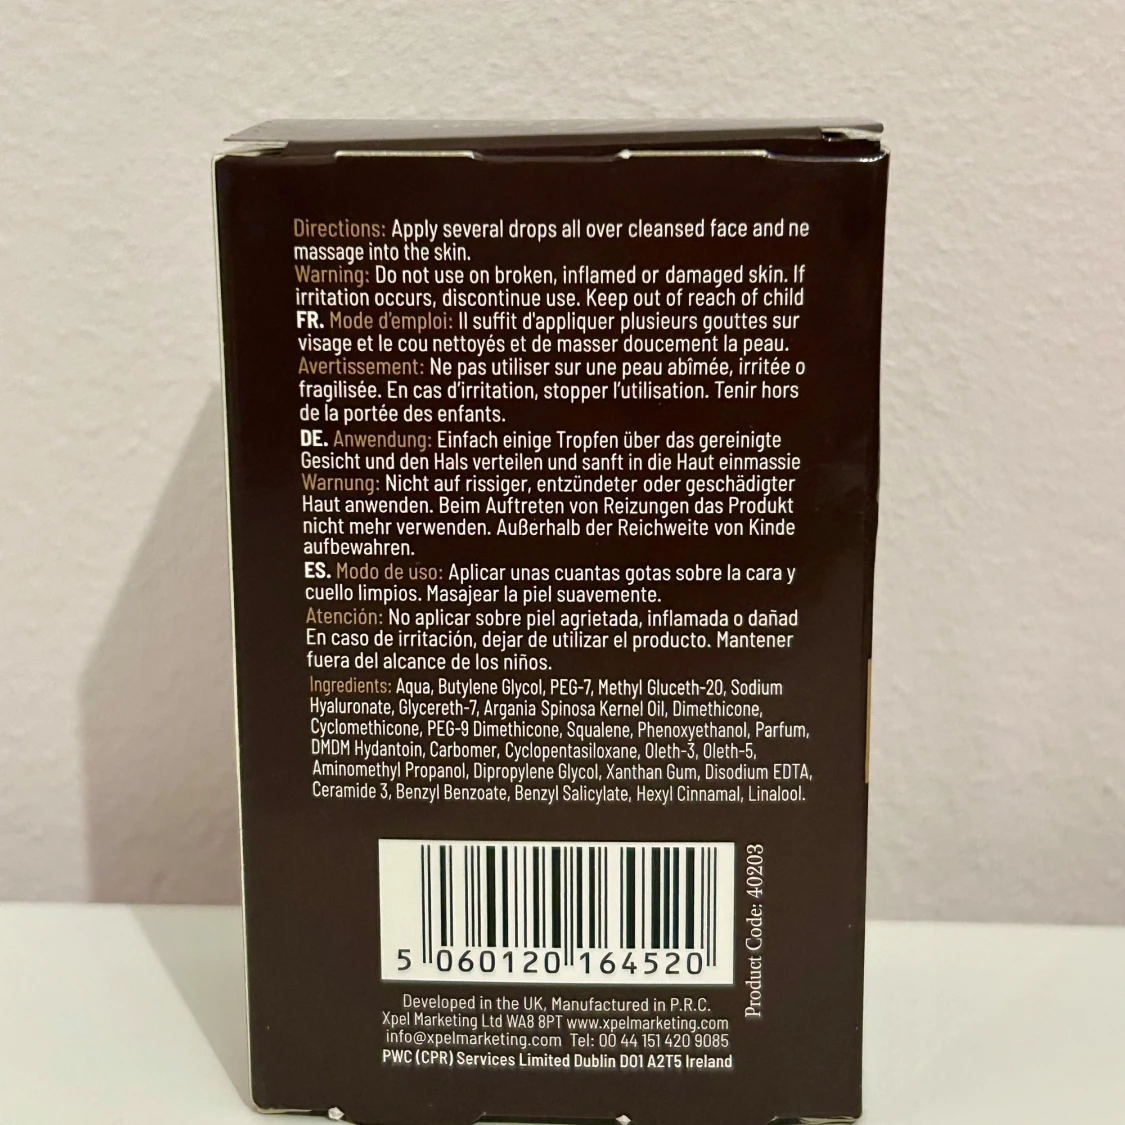 Directions: Apply several drops all over cleansed face and ne
massage into the skin.
Warning: Do not use on broken, inflamed or damaged skin. If
irritation occurs, discontinue use. Keep out of reach of child
FR. Mode d'emploi: Il suffit d'appliquer plusieurs gouttes sur
visage et le cou nettoyés et de masser doucement la peau.
Avertissement: Ne pas utiliser sur une peau abîmée, irritée o
fragilisée. En cas d'irritation, stopper l'utilisation. Tenir hors
de la portée des enfants.
DE. Anwendung: Einfach einige Tropfen über das gereinigte
Gesicht und den Hals verteilen und sanft in die Haut einmassie
Warnung: Nicht auf rissiger, entzündeter oder geschädigter
Haut anwenden. Beim Auftreten von Reizungen das Produkt
nicht mehr verwenden. Außerhalb der Reichweite von Kinde
aufbewahren.
ES. Modo de uso: Aplicar unas cuantas gotas sobre la cara y
cuello limpios. Masajear la piel suavemente.
Atención: No aplicar sobre piel agrietada, inflamada o dañad
En caso de irritación, dejar de utilizar el producto. Mantener
fuera del alcance de los niños.
Ingredients: Aqua, Butylene Glycol, PEG-7, Methyl Gluceth-20, Sodium
Hyaluronate, Glycereth-7, Argania Spinosa Kernel Oil, Dimethicone,
Cyclomethicone, PEG-9 Dimethicone, Squalene, Phenoxyethanol, Parfum,
DMDM Hydantoin, Carbomer, Cyclopentasiloxane, Oleth-3, Oleth-5,
Aminomethyl Propanol, Dipropylene Glycol, Xanthan Gum, Disodium EDTA,
Ceramide 3, Benzyl Benzoate, Benzyl Salicylate, Hexyl Cinnamal, Linalool.
5 060120 164520
Product Code: 40203
Developed in the UK, Manufactured in P.R.C.
Xpel Marketing Ltd WA8 8PT www.xpelmarketing.com
info@xpelmarketing.com Tel: 00 44 151 420 9085
PWC (CPR) Services Limited Dublin D01 A2T5 Ireland